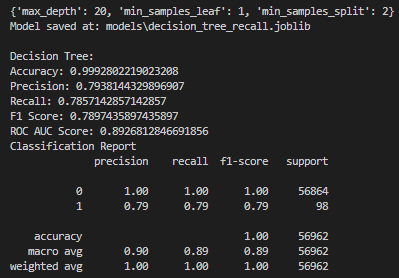 {'max_depth': 20, 'min_samples_leaf': 1, 'min_samples_split': 2}
Model saved at: models\decision_tree_recall.joblib
Decision Tree:
Accuracy: 0.9992802219023208
Precision: 0.7938144329896907
Recall: 0.7857142857142857
F1 Score: 0.7897435897435897
ROC AUC Score: 0.8926812846691856
Classification Report
precision recall f1-score support
0 1.00 1.00 1.00 56864
1 0.79 0.79 0.79 98
accuracy 1.00 56962
macro avg 0.90 0.89 0.89 56962
weighted avg 1.00 1.00 1.00 56962